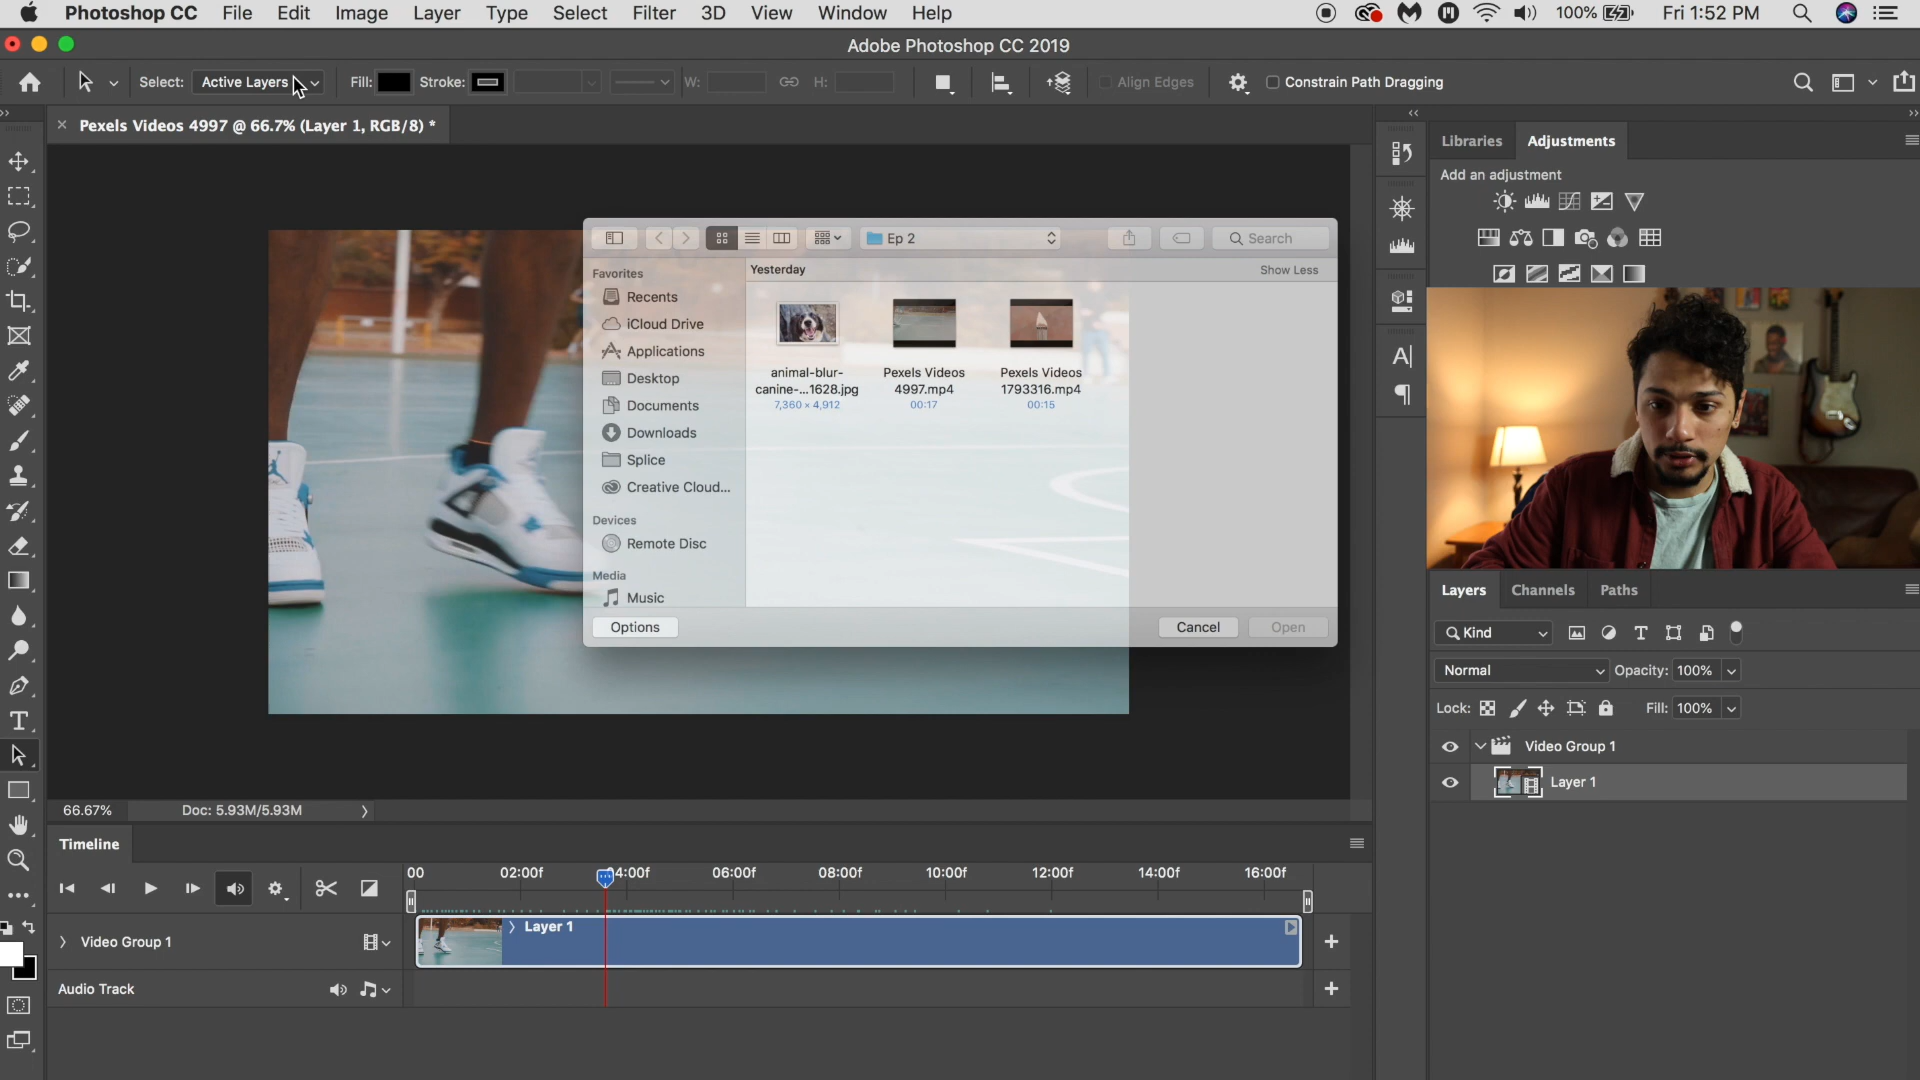 Photoshop CC File Edit Image Layer Type Select Filter 3D View Window Help 100% Fri 1:52 PM
Adobe Photoshop CC 2019
Select: Active Layers Fill: Stroke: W: H: Align Edges Constrain Path Dragging
Pexels Videos 4997 @ 66.7% (Layer 1, RGB/8) *
Libraries Adjustments
Add an adjustment
Ep 2 Search
Favorites
Recents
iCloud Drive
Applications
Desktop
Documents
Downloads
Splice
Creative Cloud...
Devices
Remote Disc
Media
Music
Yesterday Show Less
animal-blur-
canine-...1628.jpg
7,360 × 4,912
Pexels Videos
4997.mp4
00:17
Pexels Videos
1793316.mp4
00:15
Options Cancel Open
Layers Channels Paths
Kind
Normal Opacity: 100%
Lock: Fill: 100%
Video Group 1
Layer 1
66.67% Doc: 5.93M/5.93M
Timeline
00 02:00f 04:00f 06:00f 08:00f 10:00f 12:00f 14:00f 16:00f
Layer 1
Video Group 1
Audio Track